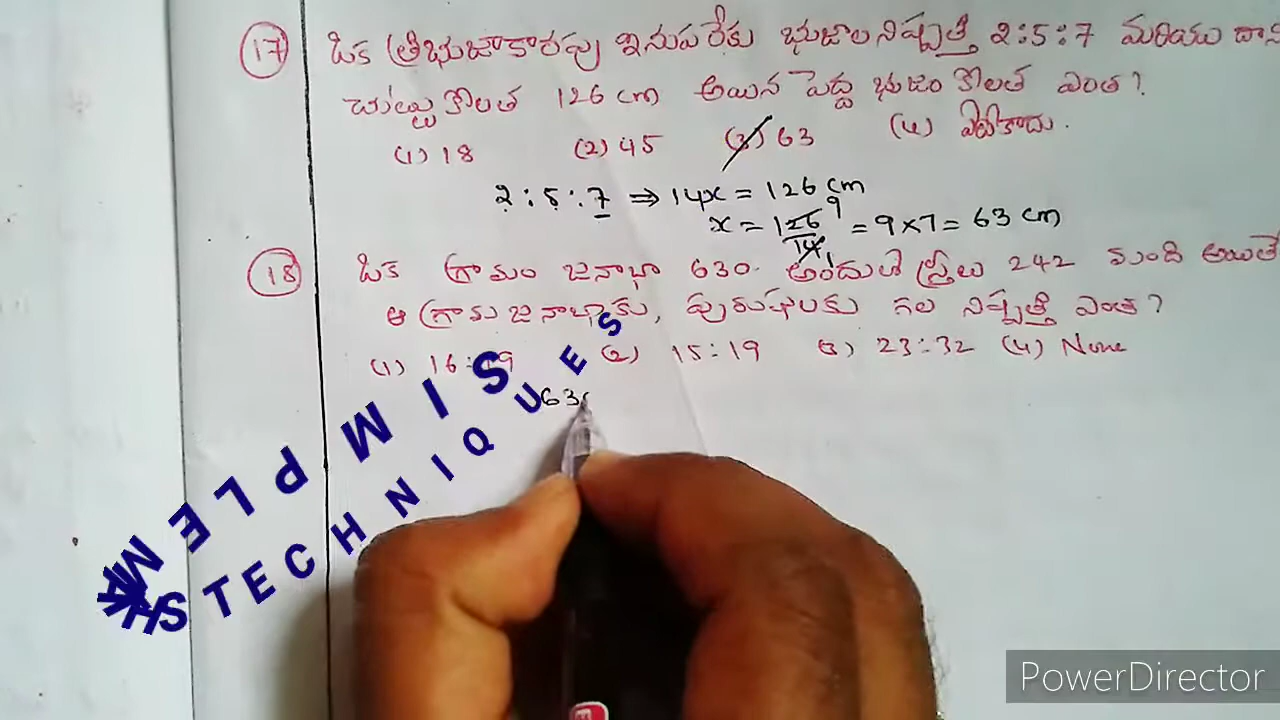 (17) ఒక త్రిభుజాకారపు ఇనుపరేకు భుజాల నిష్పత్తి 2:5:7 మరియు దాని
చుట్టుకొలత 126 cm అయిన పెద్ద భుజం కొలత ఎంత?
(1) 18 (2) 45 (3) 63 (4) ఏదీకాదు.
2 : 5 : 7 ⇒ 14x = 126 cm
x = 126/14 9 1 = 9 × 7 = 63 cm
(18) ఒక గ్రామం జనాభా 630. అందులో స్త్రీలు 242 మంది అయితే
ఆ గ్రామ జనాభాకు, పురుషులకు గల నిష్పత్తి ఎంత?
(1) 16:19 (2) 15:19 (3) 23:32 (4) None
630
SIMPLE M
TECHNIQUES
PowerDirector